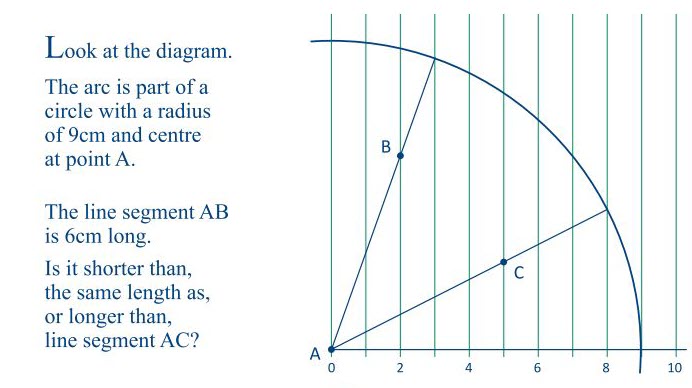 Look at the diagram.
The arc is part of a
circle with a radius
of 9cm and centre
at point A.
The line segment AB
is 6cm long.
Is it shorter than,
the same length as,
or longer than,
line segment AC?
B
C
A
0 2 4 6 8 10